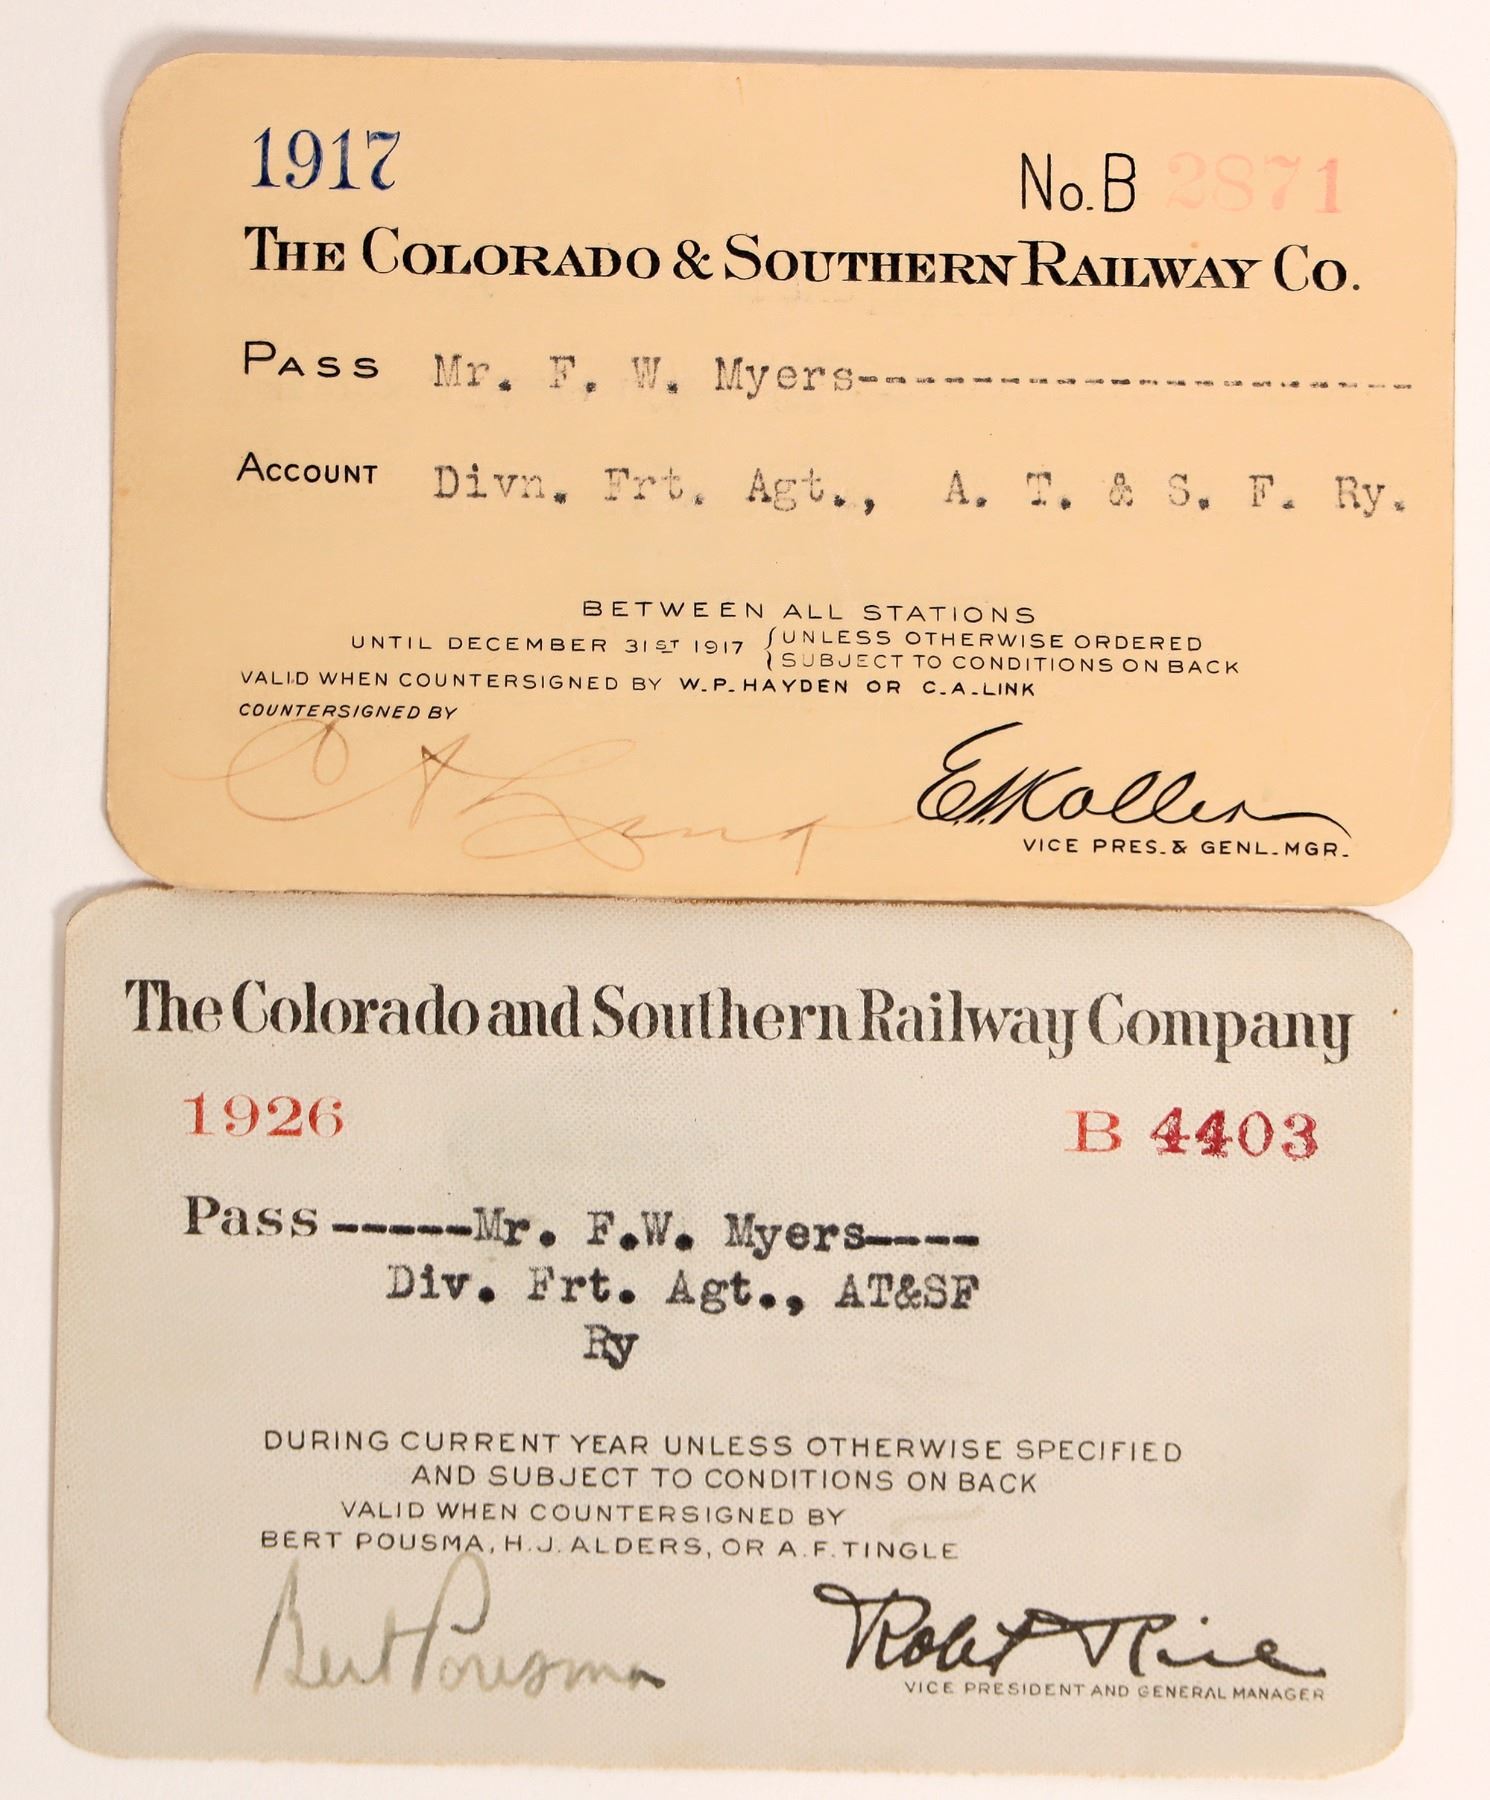 1917
No. B 2871
THE COLORADO & SOUTHERN RAILWAY CO.
PASS Mr. F. W. Myers--------------------------
ACCOUNT Divn. Frt. Agt., A. T. & S. F. Ry.
BETWEEN ALL STATIONS
UNTIL DECEMBER 31ST 1917 { UNLESS OTHERWISE ORDERED
SUBJECT TO CONDITIONS ON BACK
VALID WHEN COUNTERSIGNED BY W. P. HAYDEN OR C. A. LINK
COUNTERSIGNED BY
C A Link
E. M. Koller
VICE PRES. & GENL. MGR.
The Colorado and Southern Railway Company
1926
B 4403
Pass -----Mr. F.W. Myers----
Div. Frt. Agt., AT&SF
Ry
DURING CURRENT YEAR UNLESS OTHERWISE SPECIFIED
AND SUBJECT TO CONDITIONS ON BACK
VALID WHEN COUNTERSIGNED BY
BERT POUSMA, H. J. ALDERS, OR A. F. TINGLE
Bert Pousma
Robt Rice
VICE PRESIDENT AND GENERAL MANAGER